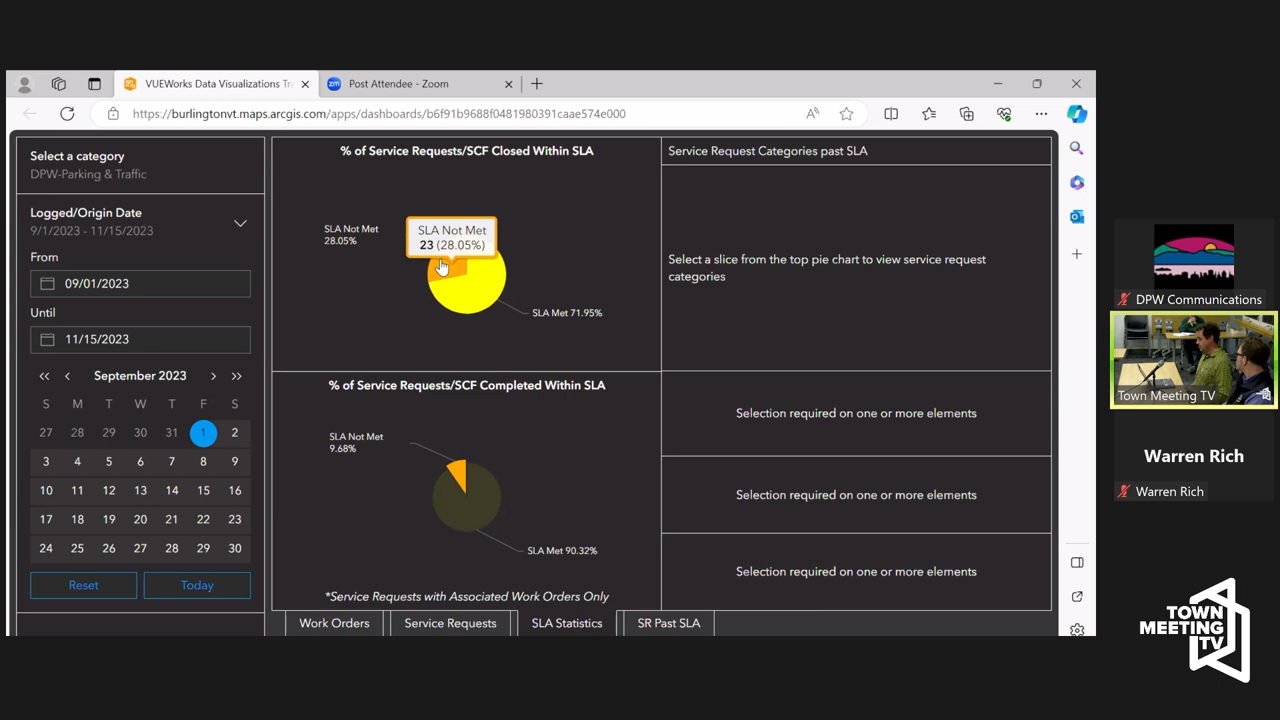 VUEWorks Data Visualizations Tr
Post Attendee - Zoom
https://burlingtonvt.maps.arcgis.com/apps/dashboards/b6f91b9688f0481980391caae574e000
Select a category
DPW-Parking & Traffic
Logged/Origin Date
9/1/2023 - 11/15/2023
From
09/01/2023
Until
11/15/2023
September 2023
S M T W T F S
27 28 29 30 31 1 2
3 4 5 6 7 8 9
10 11 12 13 14 15 16
17 18 19 20 21 22 23
24 25 26 27 28 29 30
Reset Today
% of Service Requests/SCF Closed Within SLA
SLA Not Met
28.05%
SLA Not Met
23 (28.05%)
SLA Met 71.95%
% of Service Requests/SCF Completed Within SLA
SLA Not Met
9.68%
SLA Met 90.32%
*Service Requests with Associated Work Orders Only
Service Request Categories past SLA
Select a slice from the top pie chart to view service request
categories
Selection required on one or more elements
Selection required on one or more elements
Selection required on one or more elements
Work Orders Service Requests SLA Statistics SR Past SLA
DPW Communications
Town Meeting TV
Warren Rich
Warren Rich
TOWN
MEETING
TV